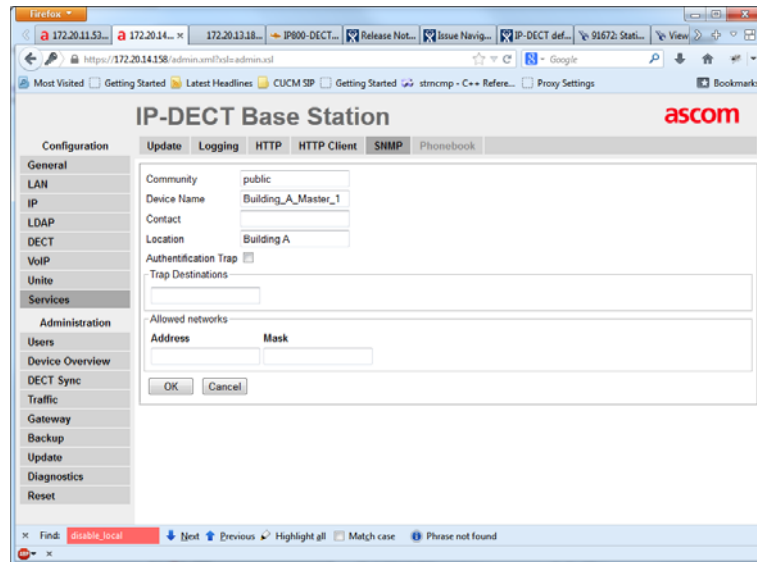 Firefox
172.20.11.53... 172.20.14... × 172.20.13.18... IP800-DECT... Release Not... Issue Navig... IP-DECT def... 91672: Stati... View
https://172.20.14.158/admin.xml?xsl=admin.xsl Google
Most Visited Getting Started Latest Headlines CUCM SIP Getting Started strncmp - C++ Refere... Proxy Settings Bookmarks
IP-DECT Base Station ascom
Configuration Update Logging HTTP HTTP Client SNMP Phonebook
General
LAN
IP
LDAP
DECT
VoIP
Unite
Services
Administration
Users
Device Overview
DECT Sync
Traffic
Gateway
Backup
Update
Diagnostics
Reset
Community public
Device Name Building_A_Master_1
Contact
Location Building A
Authentification Trap
Trap Destinations
Allowed networks
Address Mask
OK Cancel
× Find: disable_local Next Previous Highlight all Match case Phrase not found
×